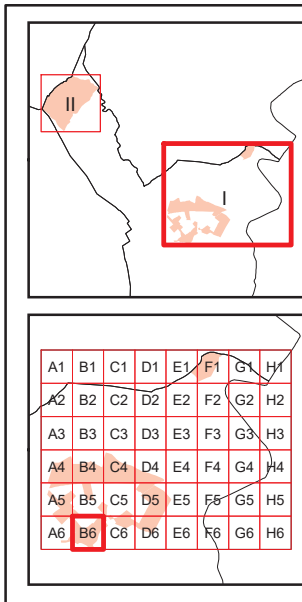 II
I
A1 B1 C1 D1 E1 F1 G1 H1
A2 B2 C2 D2 E2 F2 G2 H2
A3 B3 C3 D3 E3 F3 G3 H3
A4 B4 C4 D4 E4 F4 G4 H4
A5 B5 C5 D5 E5 F5 G5 H5
A6 B6 C6 D6 E6 F6 G6 H6